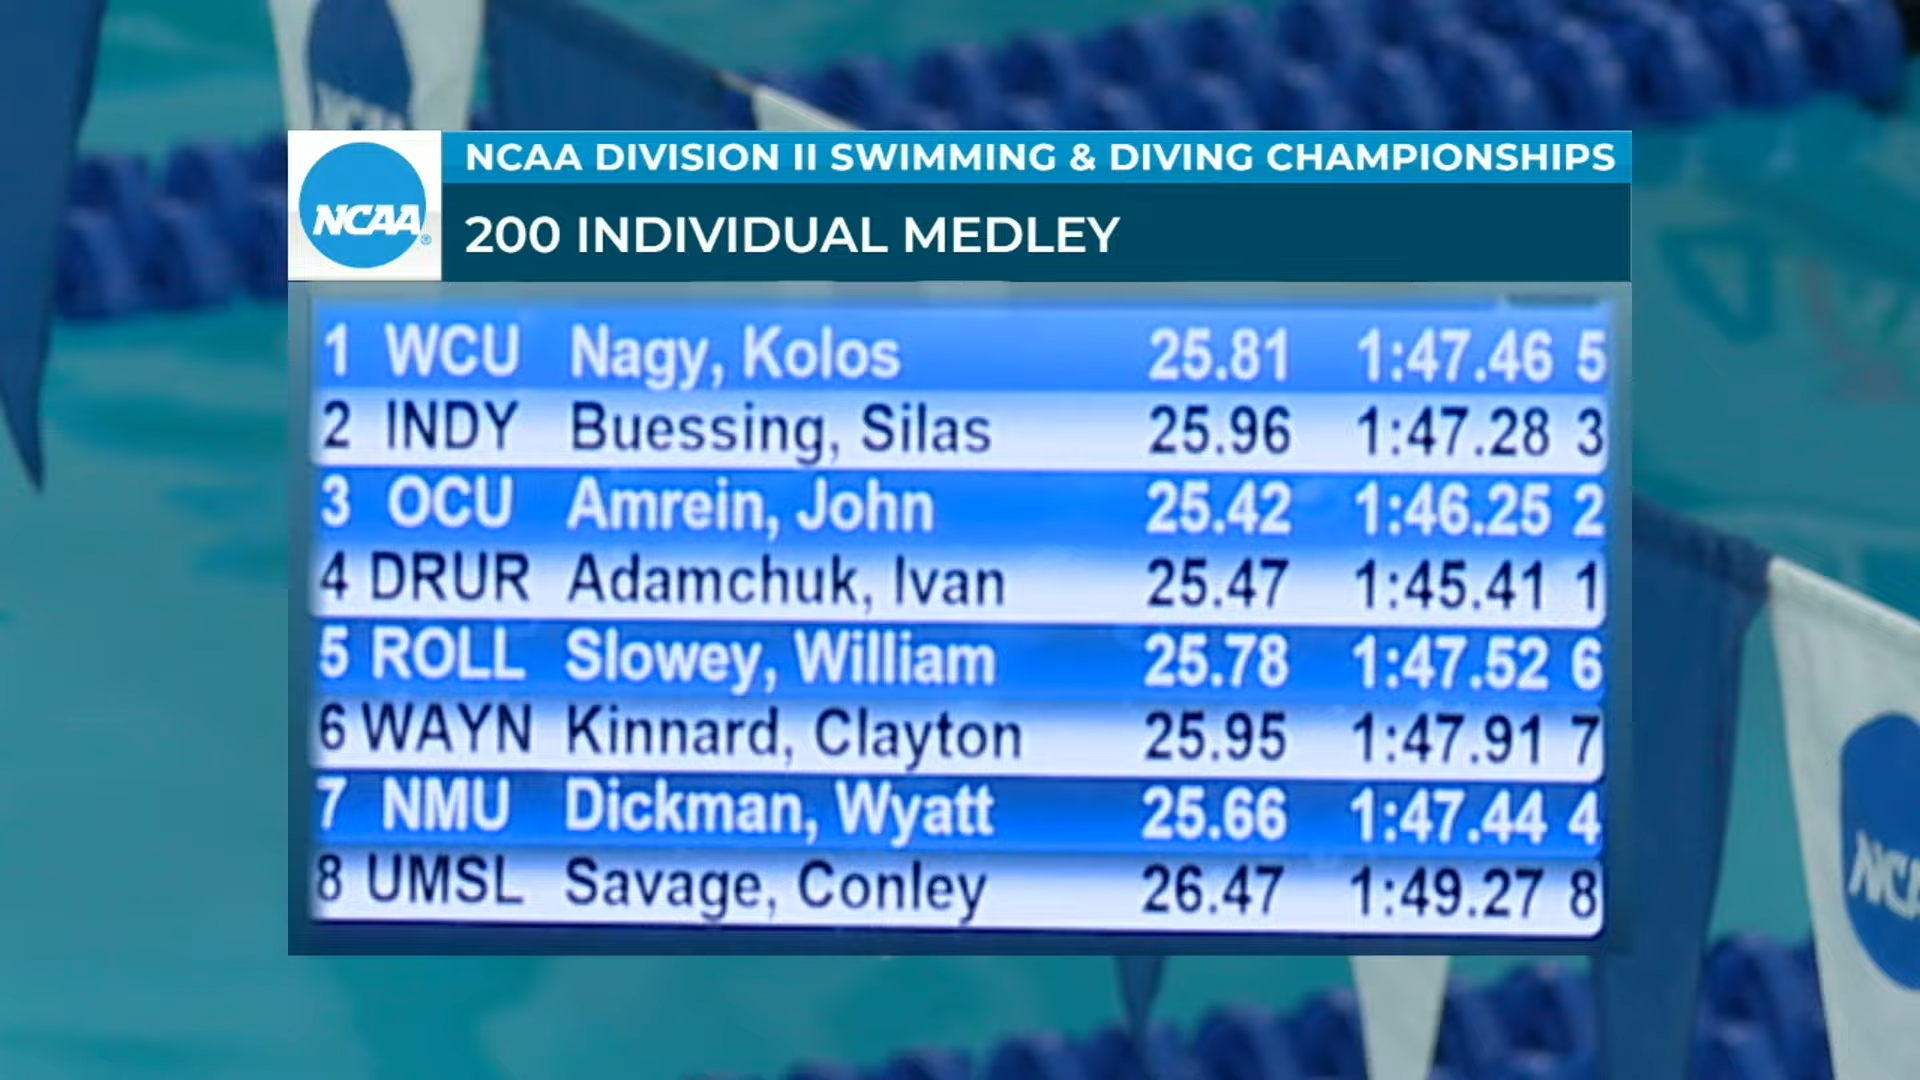 NCAA
NCAA DIVISION II SWIMMING & DIVING CHAMPIONSHIPS
NCAA®
200 INDIVIDUAL MEDLEY
1 WCU Nagy, Kolos 25.81 1:47.46 5
2 INDY Buessing, Silas 25.96 1:47.28 3
3 OCU Amrein, John 25.42 1:46.25 2
4 DRUR Adamchuk, Ivan 25.47 1:45.41 1
5 ROLL Slowey, William 25.78 1:47.52 6
6 WAYN Kinnard, Clayton 25.95 1:47.91 7
7 NMU Dickman, Wyatt 25.66 1:47.44 4
8 UMSL Savage, Conley 26.47 1:49.27 8
NCA